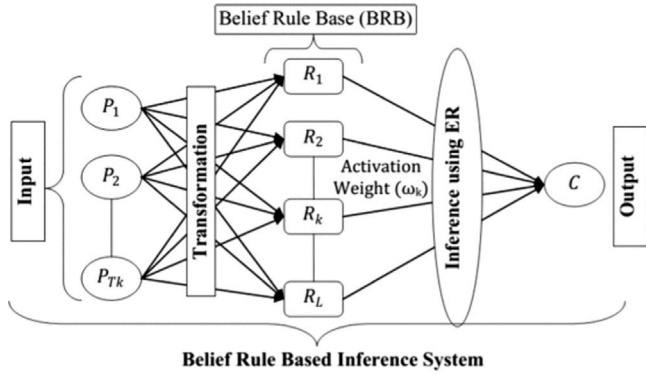 Belief Rule Base (BRB)
Input
P1
P2
PTk
Transformation
R1
R2
Rk
RL
Activation
Weight (ωk)
Inference using ER
C
Output
Belief Rule Based Inference System